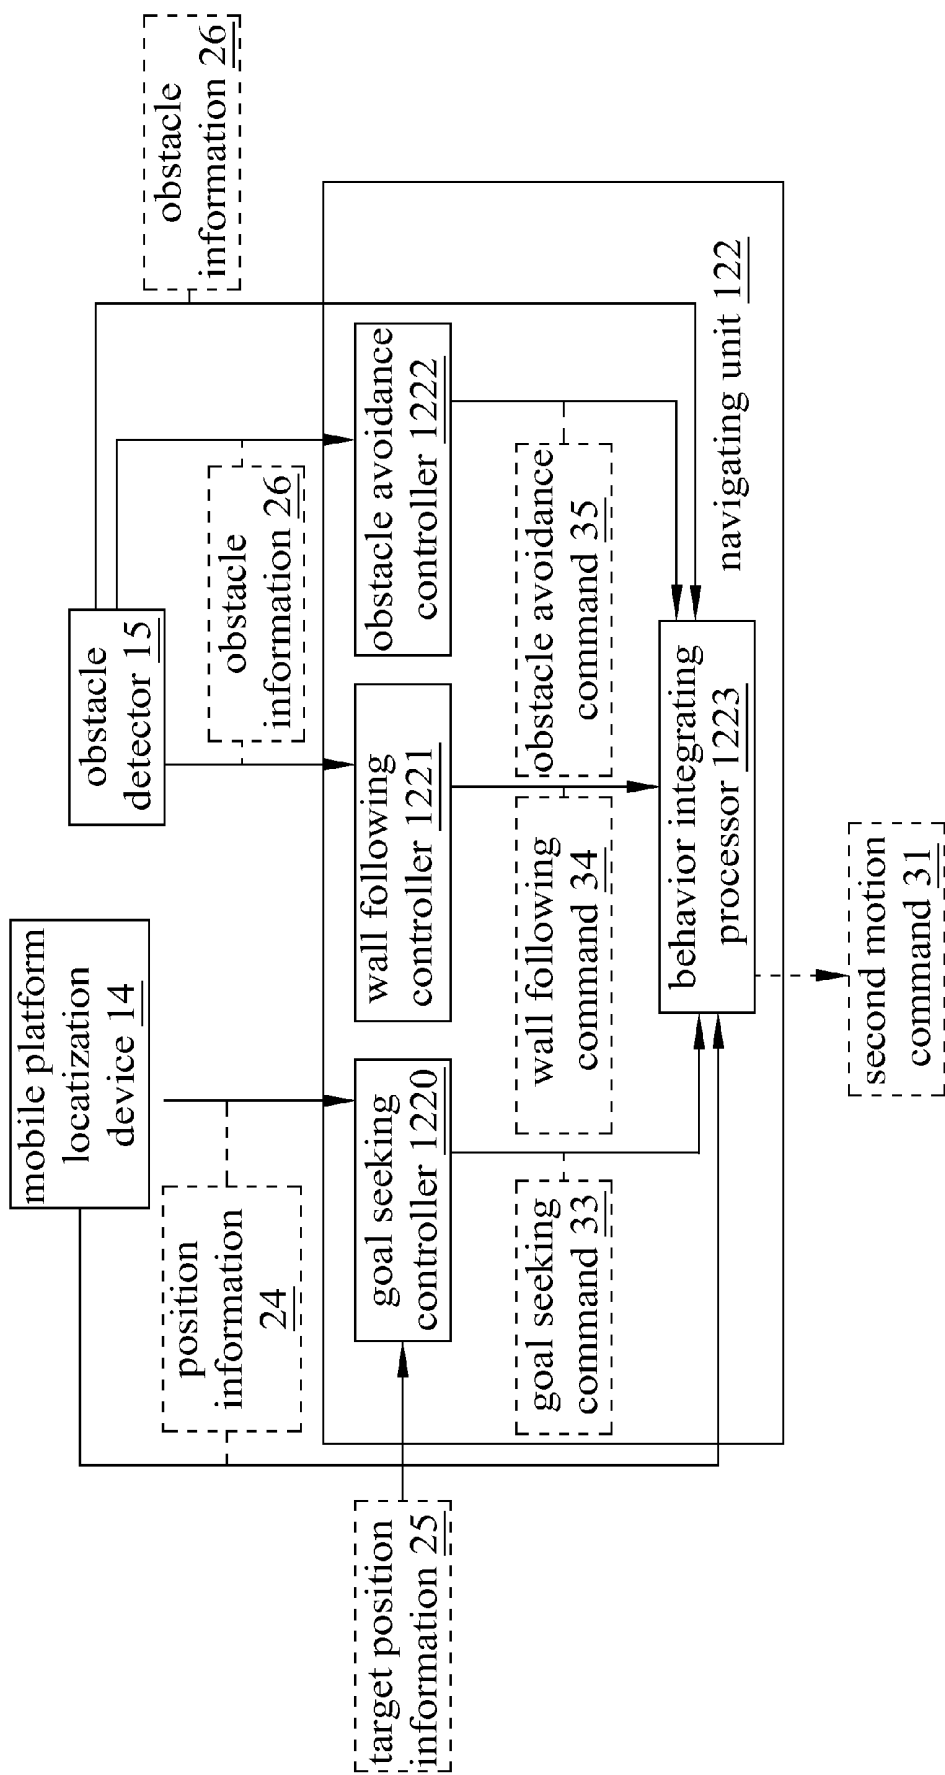 mobile platform
locatization
device 14
obstacle
detector 15
obstacle
information 26
position
information
24
obstacle
information 26
target position
information 25
goal seeking
controller 1220
wall following
controller 1221
obstacle avoidance
controller 1222
goal seeking
command 33
wall following
command 34
obstacle avoidance
command 35
behavior integrating
processor 1223
navigating unit 122
second motion
command 31